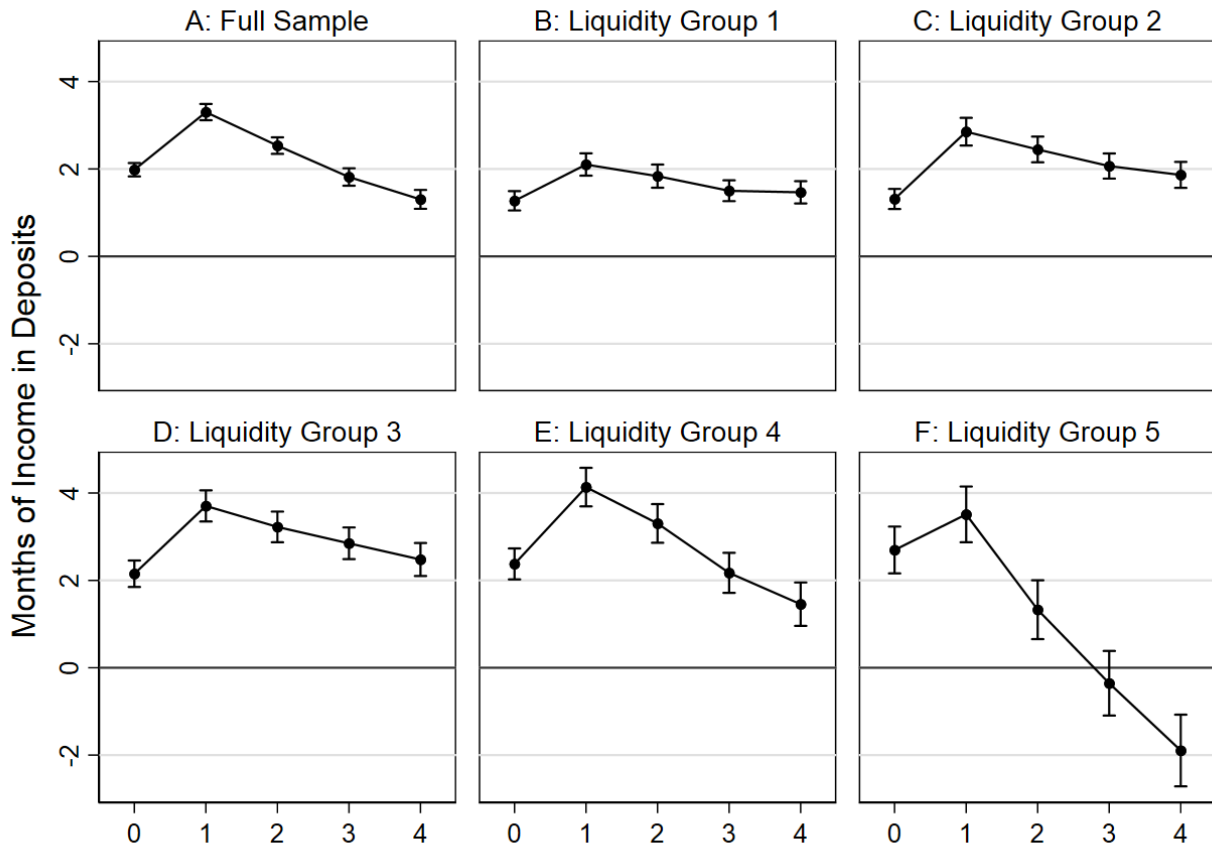 A: Full Sample
B: Liquidity Group 1
C: Liquidity Group 2
Months of Income in Deposits
4
2
0
-2
D: Liquidity Group 3
E: Liquidity Group 4
F: Liquidity Group 5
4
2
0
-2
0 1 2 3 4
0 1 2 3 4
0 1 2 3 4